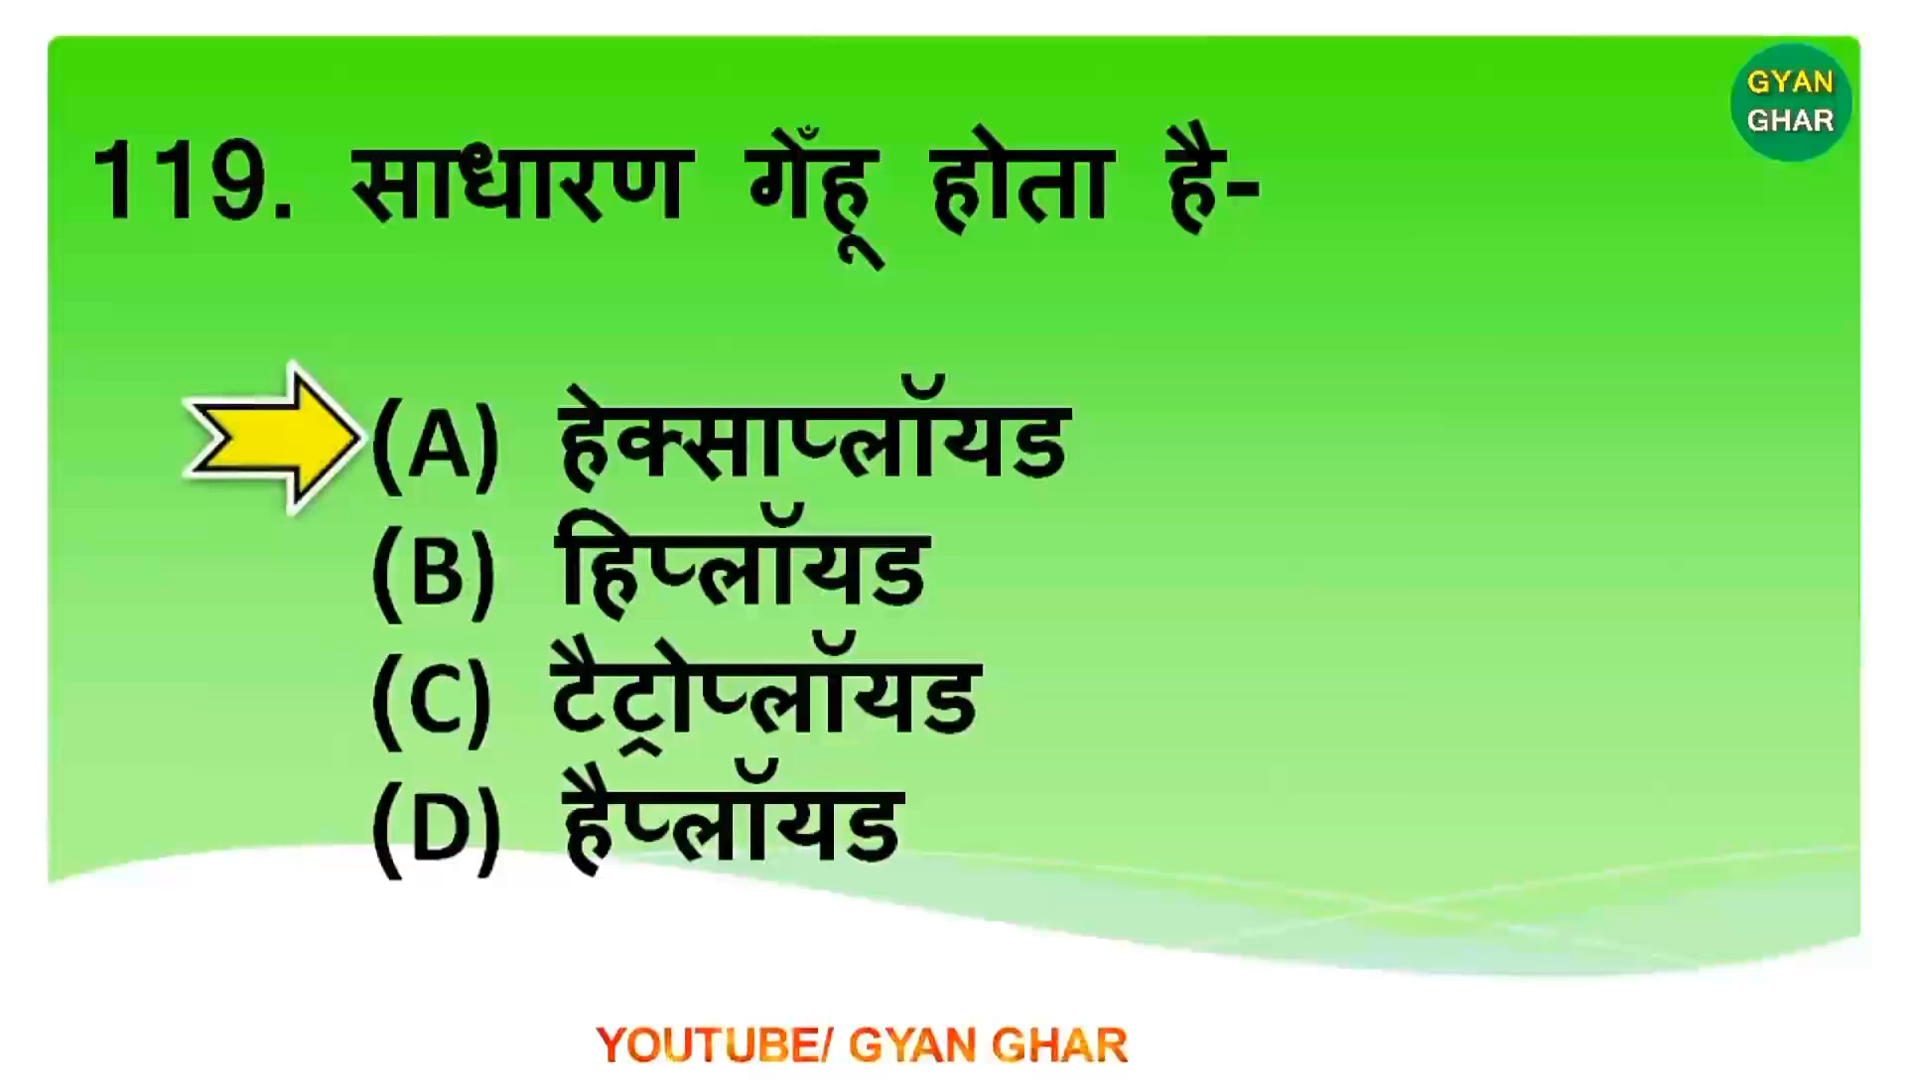 GYAN
GHAR
119. साधारण गेँहू होता है-
(A) हेक्साप्लॉयड
(B) हिप्लॉयड
(C) टैट्रोप्लॉयड
(D) हैप्लॉयड
YOUTUBE/ GYAN GHAR